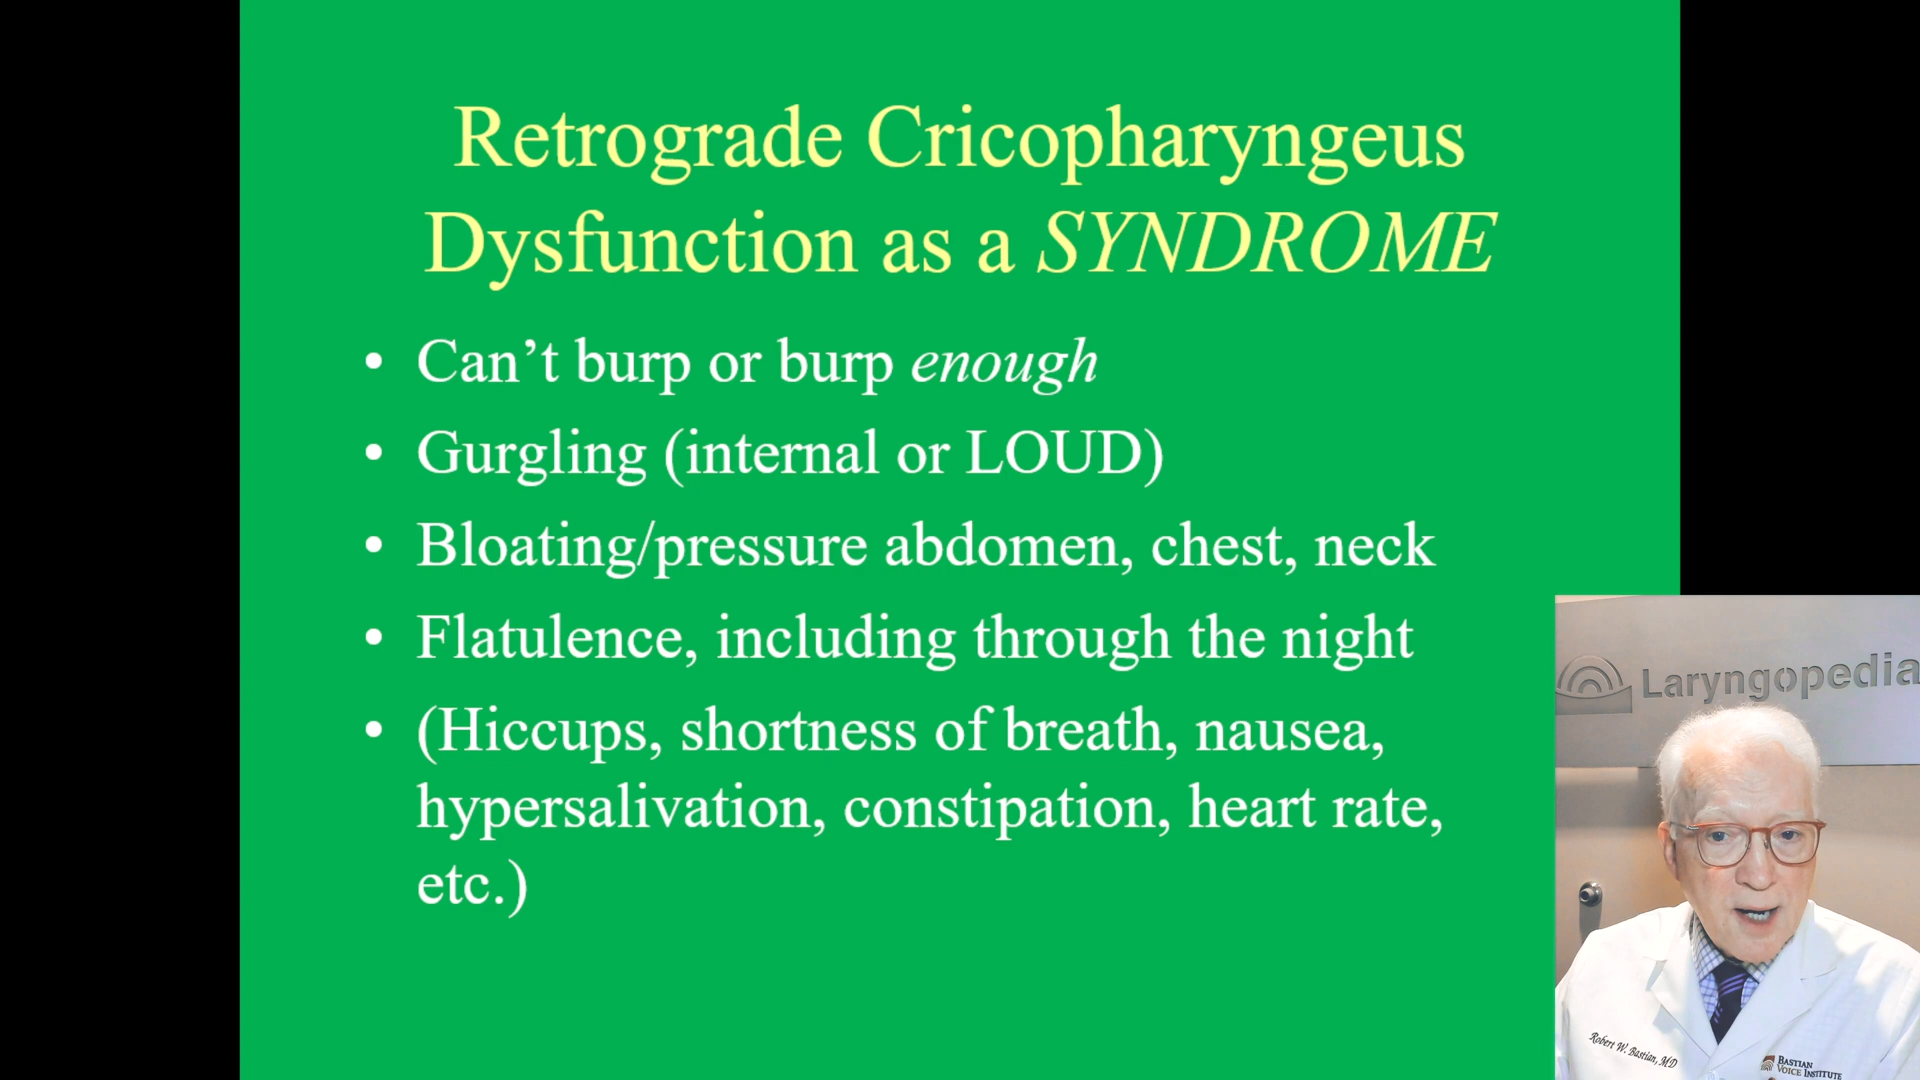 Retrograde Cricopharyngeus
Dysfunction as a SYNDROME
• Can’t burp or burp enough
• Gurgling (internal or LOUD)
• Bloating/pressure abdomen, chest, neck
• Flatulence, including through the night
• (Hiccups, shortness of breath, nausea,
hypersalivation, constipation, heart rate,
etc.)
Laryngopedia
Robert W. Bastian, MD
BASTIAN
VOICE INSTITUTE